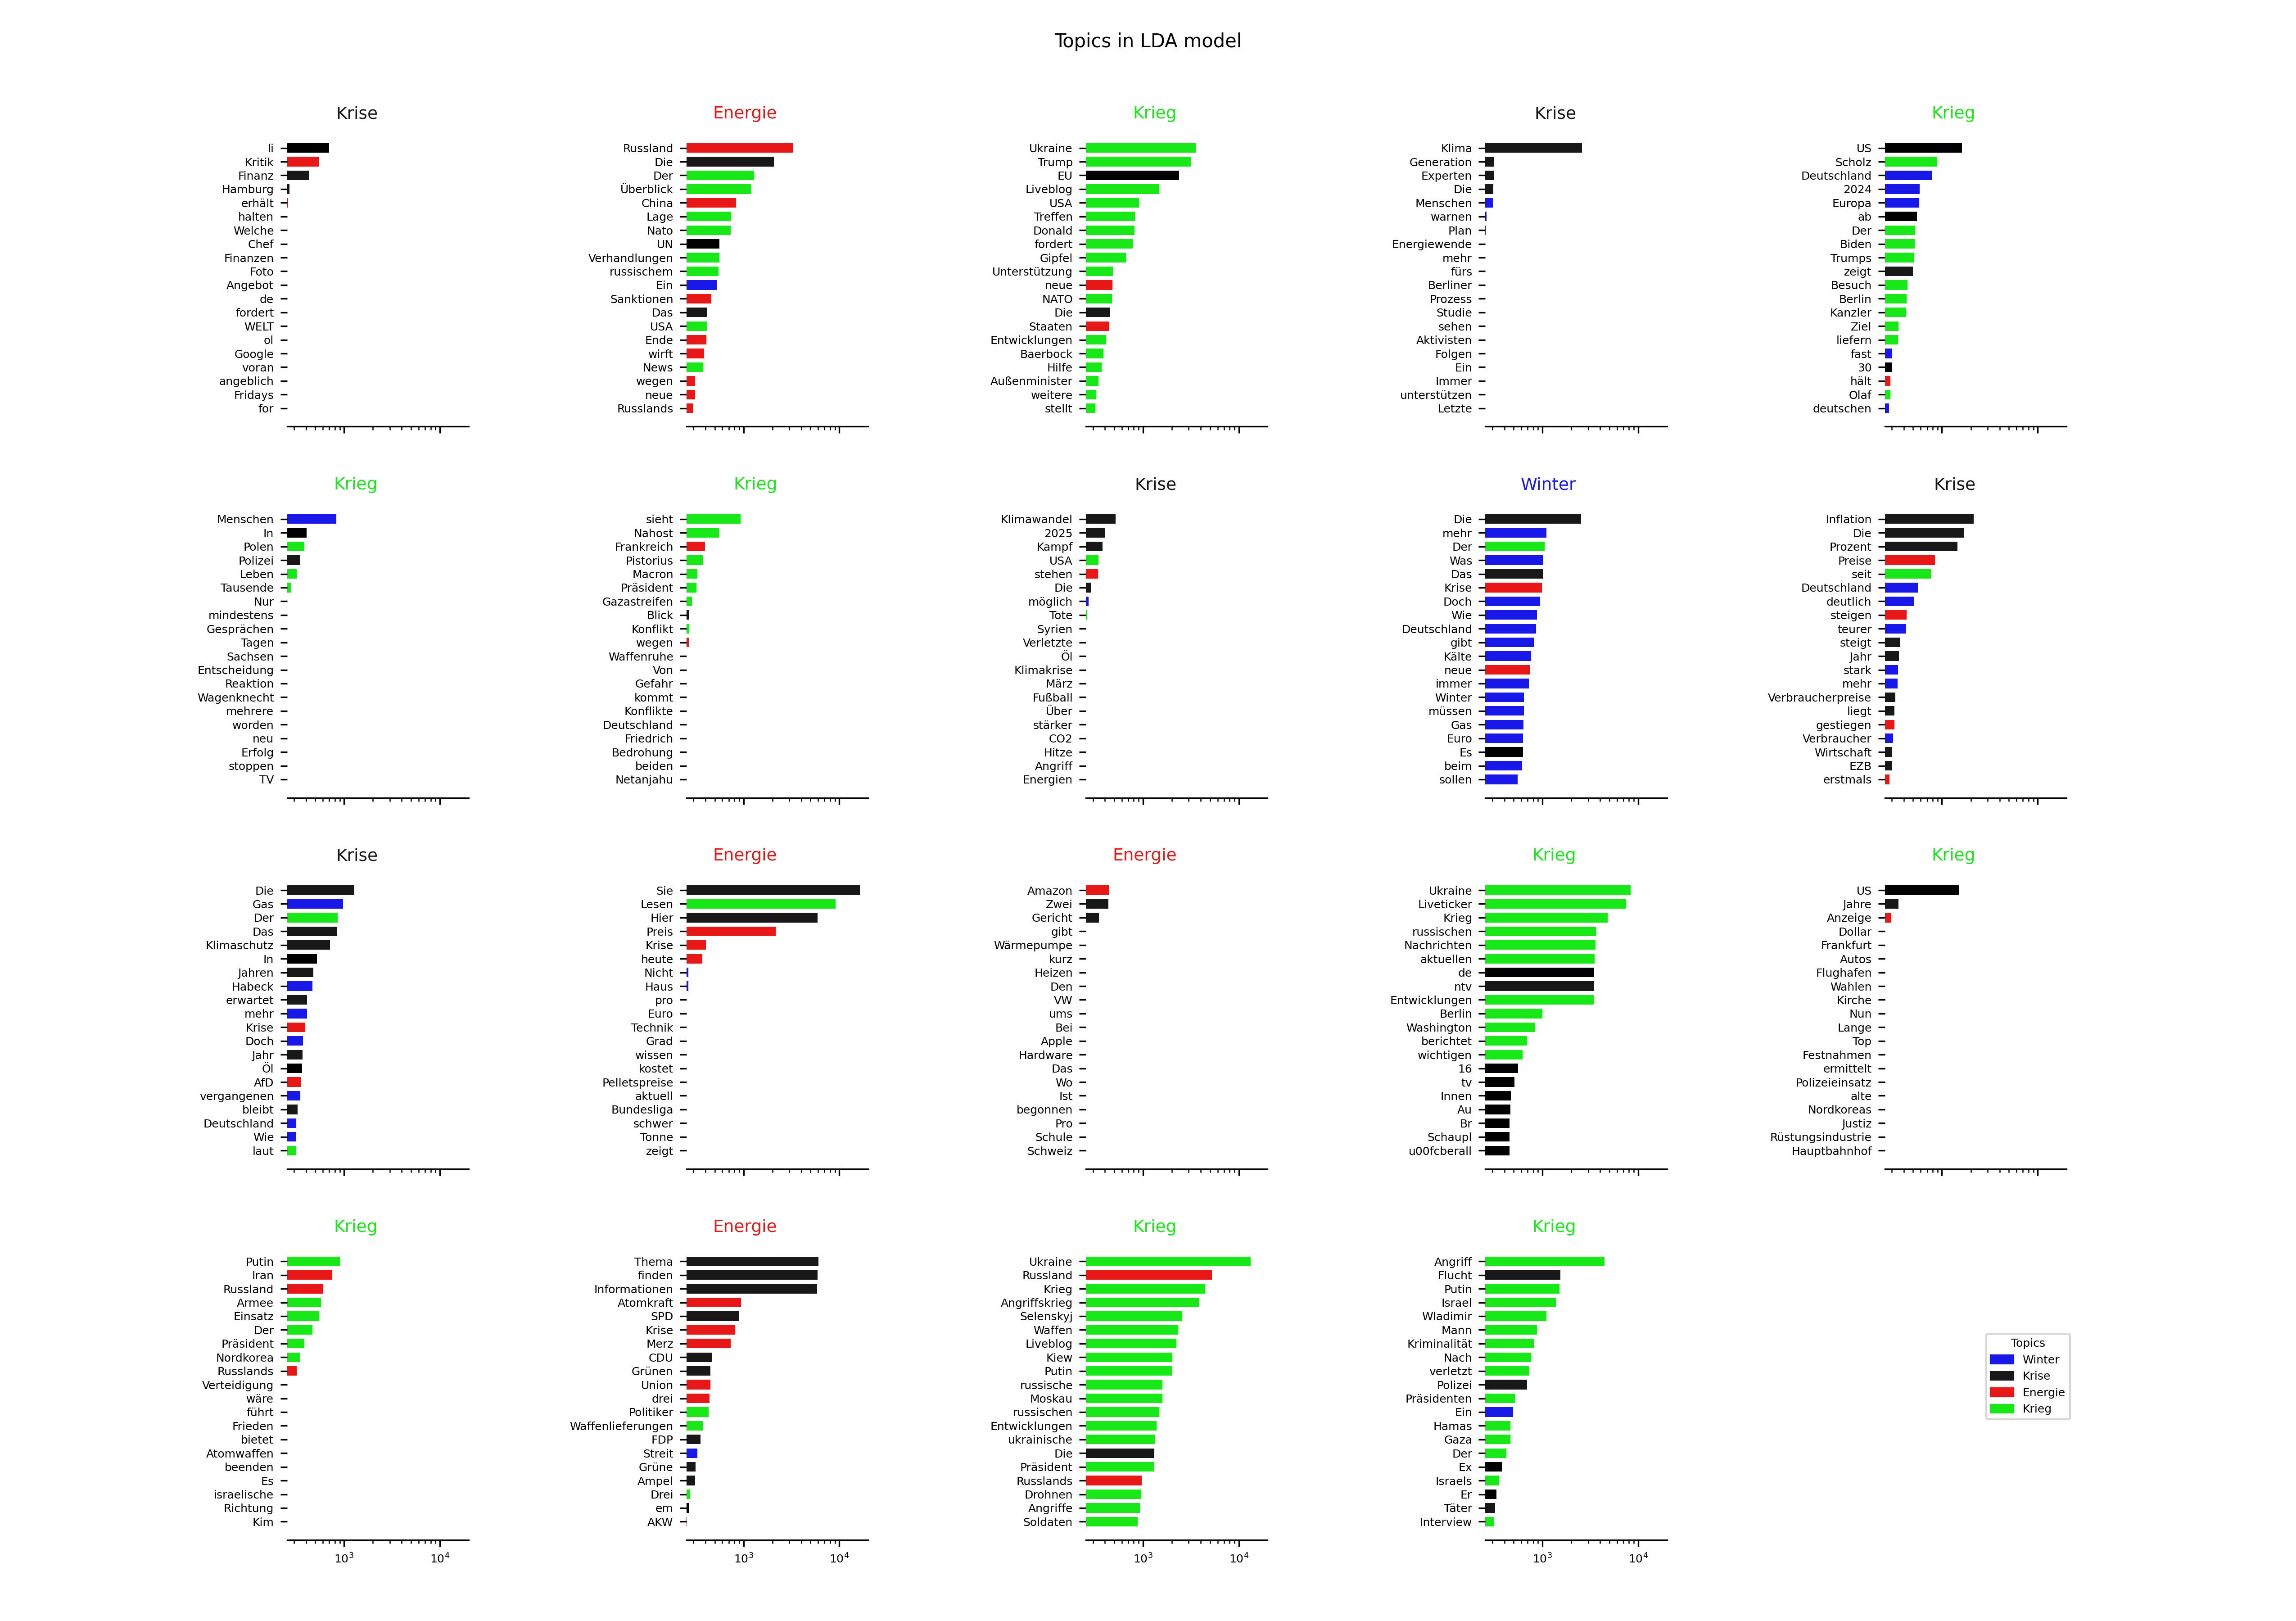 Topics in LDA model
Krise
li
Kritik
Finanz
Hamburg
erhält
halten
Welche
Chef
Finanzen
Foto
Angebot
de
fordert
WELT
ol
Google
voran
angeblich
Fridays
for
Energie
Russland
Die
Der
Überblick
China
Lage
Nato
UN
Verhandlungen
russischem
Ein
Sanktionen
Das
USA
Ende
wirft
News
wegen
neue
Russlands
Krieg
Ukraine
Trump
EU
Liveblog
USA
Treffen
Donald
fordert
Gipfel
Unterstützung
neue
NATO
Die
Staaten
Entwicklungen
Baerbock
Hilfe
Außenminister
weitere
stellt
Krise
Klima
Generation
Experten
Die
Menschen
warnen
Plan
Energiewende
mehr
fürs
Berliner
Prozess
Studie
sehen
Aktivisten
Folgen
Ein
Immer
unterstützen
Letzte
Krieg
US
Scholz
Deutschland
2024
Europa
ab
Der
Biden
Trumps
zeigt
Besuch
Berlin
Kanzler
Ziel
liefern
fast
30
hält
Olaf
deutschen
Krieg
Menschen
In
Polen
Polizei
Leben
Tausende
Nur
mindestens
Gesprächen
Tagen
Sachsen
Entscheidung
Reaktion
Wagenknecht
mehrere
worden
neu
Erfolg
stoppen
TV
Krieg
sieht
Nahost
Frankreich
Pistorius
Macron
Präsident
Gazastreifen
Blick
Konflikt
wegen
Waffenruhe
Von
Gefahr
kommt
Konflikte
Deutschland
Friedrich
Bedrohung
beiden
Netanjahu
Krise
Klimawandel
2025
Kampf
USA
stehen
Die
möglich
Tote
Syrien
Verletzte
Öl
Klimakrise
März
Fußball
Über
stärker
CO2
Hitze
Angriff
Energien
Winter
Die
mehr
Der
Was
Das
Krise
Doch
Wie
Deutschland
gibt
Kälte
neue
immer
Winter
müssen
Gas
Euro
Es
beim
sollen
Krise
Inflation
Die
Prozent
Preise
seit
Deutschland
deutlich
steigen
teurer
steigt
Jahr
stark
mehr
Verbraucherpreise
liegt
gestiegen
Verbraucher
Wirtschaft
EZB
erstmals
Krise
Die
Gas
Der
Das
Klimaschutz
In
Jahren
Habeck
erwartet
mehr
Krise
Doch
Jahr
Öl
AfD
vergangenen
bleibt
Deutschland
Wie
laut
Energie
Sie
Lesen
Hier
Preis
Krise
heute
Nicht
Haus
pro
Euro
Technik
Grad
wissen
kostet
Pelletspreise
aktuell
Bundesliga
schwer
Tonne
zeigt
Energie
Amazon
Zwei
Gericht
gibt
Wärmepumpe
kurz
Heizen
Den
VW
ums
Bei
Apple
Hardware
Das
Wo
Ist
begonnen
Pro
Schule
Schweiz
Krieg
Ukraine
Liveticker
Krieg
russischen
Nachrichten
aktuellen
de
ntv
Entwicklungen
Berlin
Washington
berichtet
wichtigen
16
tv
Innen
Au
Br
Schaupl
u00fcberall
Krieg
US
Jahre
Anzeige
Dollar
Frankfurt
Autos
Flughafen
Wahlen
Kirche
Nun
Lange
Top
Festnahmen
ermittelt
Polizeieinsatz
alte
Nordkoreas
Justiz
Rüstungsindustrie
Hauptbahnhof
Krieg
Putin
Iran
Russland
Armee
Einsatz
Der
Präsident
Nordkorea
Russlands
Verteidigung
wäre
führt
Frieden
bietet
Atomwaffen
beenden
Es
israelische
Richtung
Kim
10³ 10⁴
Energie
Thema
finden
Informationen
Atomkraft
SPD
Krise
Merz
CDU
Grünen
Union
drei
Politiker
Waffenlieferungen
FDP
Streit
Grüne
Ampel
Drei
em
AKW
10³ 10⁴
Krieg
Ukraine
Russland
Krieg
Angriffskrieg
Selenskyj
Waffen
Liveblog
Kiew
Putin
russische
Moskau
russischen
Entwicklungen
ukrainische
Die
Präsident
Russlands
Drohnen
Angriffe
Soldaten
10³ 10⁴
Krieg
Angriff
Flucht
Putin
Israel
Wladimir
Mann
Kriminalität
Nach
verletzt
Polizei
Präsidenten
Ein
Hamas
Gaza
Der
Ex
Israels
Er
Täter
Interview
10³ 10⁴
Topics
Winter
Krise
Energie
Krieg